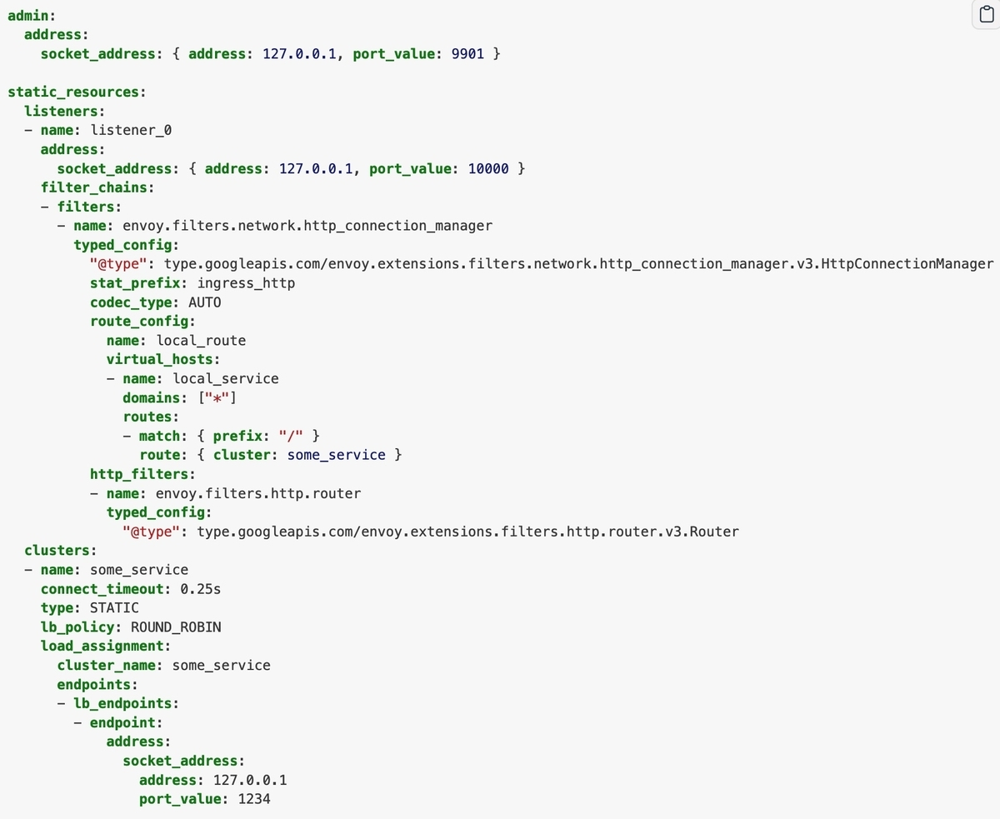 admin:
  address:
    socket_address: { address: 127.0.0.1, port_value: 9901 }

static_resources:
  listeners:
  - name: listener_0
    address:
      socket_address: { address: 127.0.0.1, port_value: 10000 }
    filter_chains:
    - filters:
      - name: envoy.filters.network.http_connection_manager
        typed_config:
          "@type": type.googleapis.com/envoy.extensions.filters.network.http_connection_manager.v3.HttpConnectionManager
          stat_prefix: ingress_http
          codec_type: AUTO
          route_config:
            name: local_route
            virtual_hosts:
            - name: local_service
              domains: ["*"]
              routes:
              - match: { prefix: "/" }
                route: { cluster: some_service }
          http_filters:
          - name: envoy.filters.http.router
            typed_config:
              "@type": type.googleapis.com/envoy.extensions.filters.http.router.v3.Router
  clusters:
  - name: some_service
    connect_timeout: 0.25s
    type: STATIC
    lb_policy: ROUND_ROBIN
    load_assignment:
      cluster_name: some_service
      endpoints:
      - lb_endpoints:
        - endpoint:
            address:
              socket_address:
                address: 127.0.0.1
                port_value: 1234